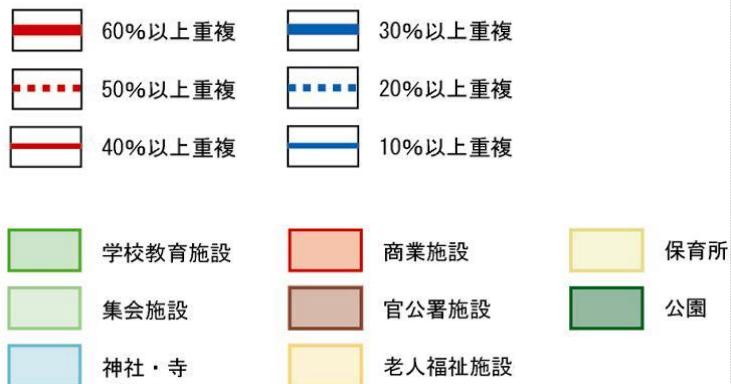 60%以上重複 30%以上重複
50%以上重複 20%以上重複
40%以上重複 10%以上重複
学校教育施設 商業施設 保育所
集会施設 官公署施設 公園
神社・寺 老人福祉施設